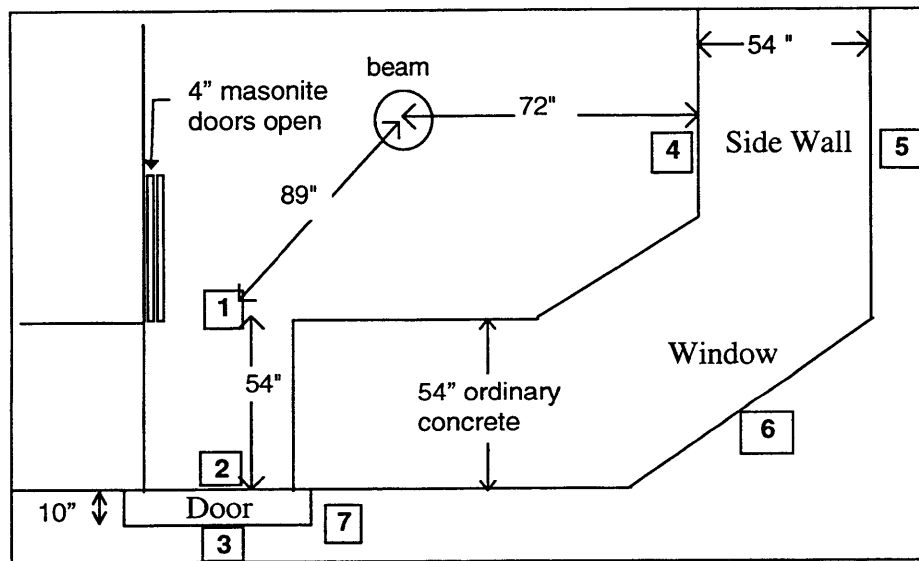 54 "
beam
4” masonite
doors open
72"
4
Side Wall
5
89"
1
Window
54"
54” ordinary
concrete
6
2
10”
Door
7
3